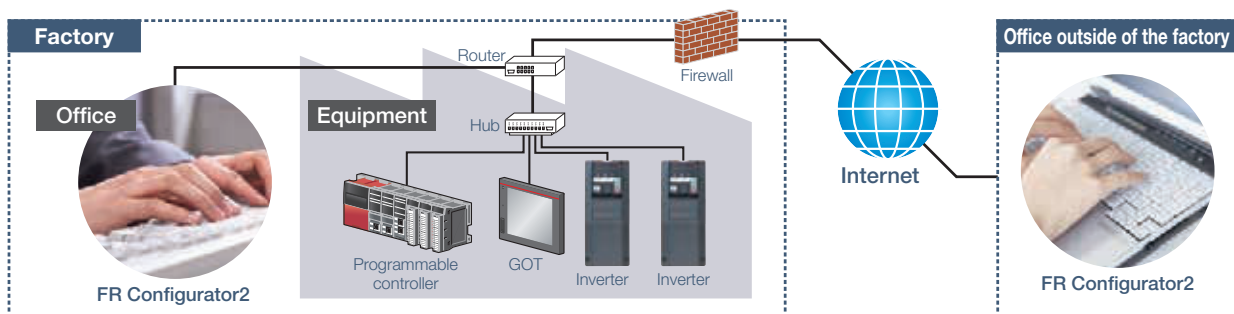 Factory
Office
FR Configurator2
Equipment
Router
Hub
Programmable
controller
GOT
Inverter
Inverter
Firewall
Internet
Office outside of the factory
FR Configurator2